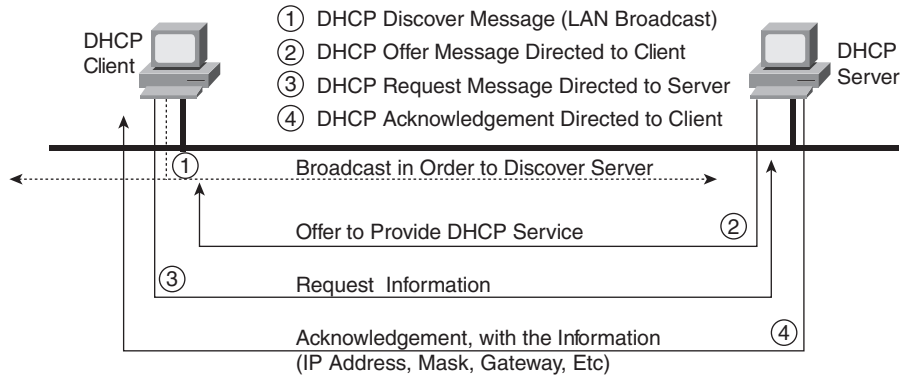 ① DHCP Discover Message (LAN Broadcast)
② DHCP Offer Message Directed to Client
③ DHCP Request Message Directed to Server
④ DHCP Acknowledgement Directed to Client
DHCP
Client
DHCP
Server
①
Broadcast in Order to Discover Server
Offer to Provide DHCP Service
②
③
Request Information
Acknowledgement, with the Information
(IP Address, Mask, Gateway, Etc)
④